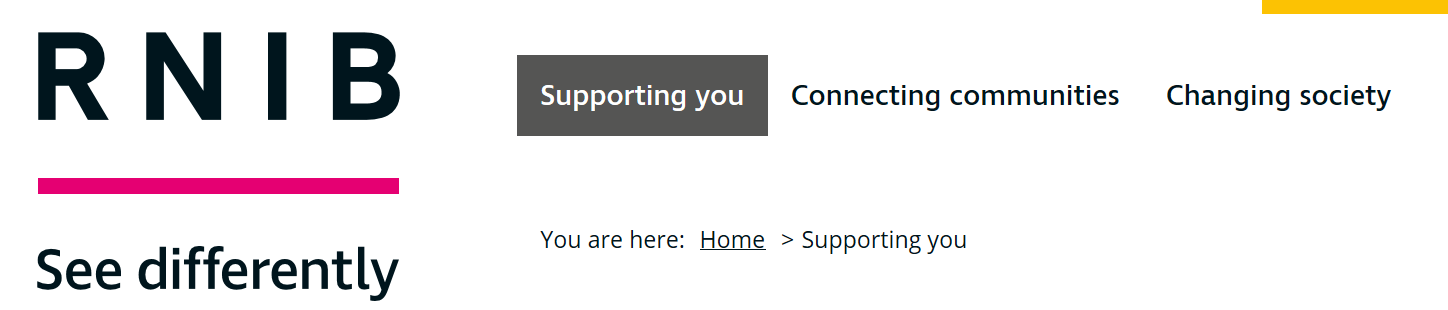 RNIB
See differently
Supporting you
Connecting communities
Changing society
You are here: Home > Supporting you